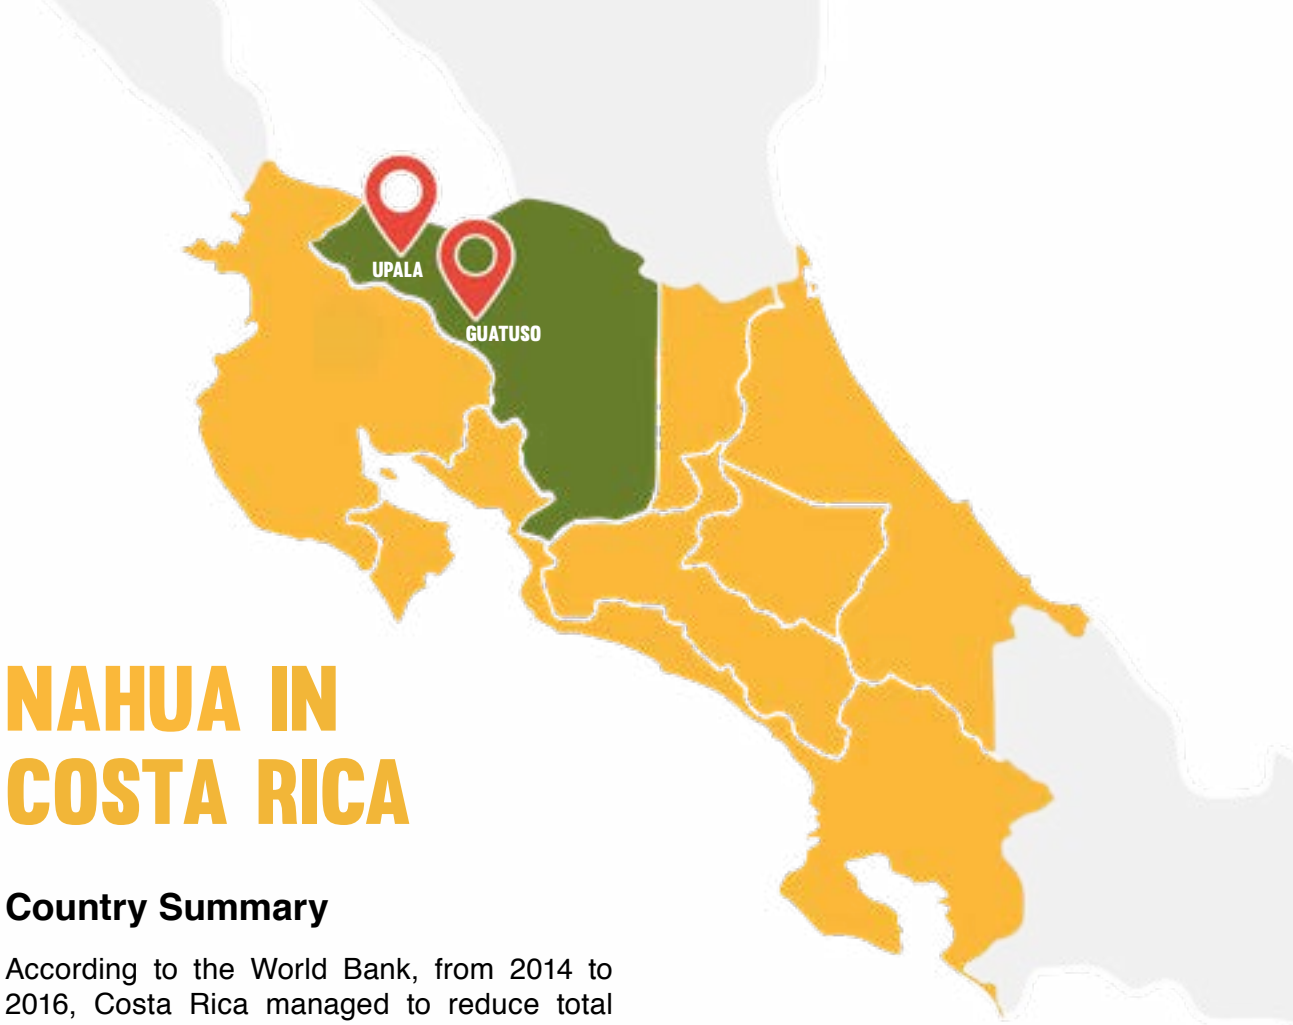 UPALA
GUATUSO
NAHUA IN
COSTA RICA
Country Summary
According to the World Bank, from 2014 to
2016, Costa Rica managed to reduce total